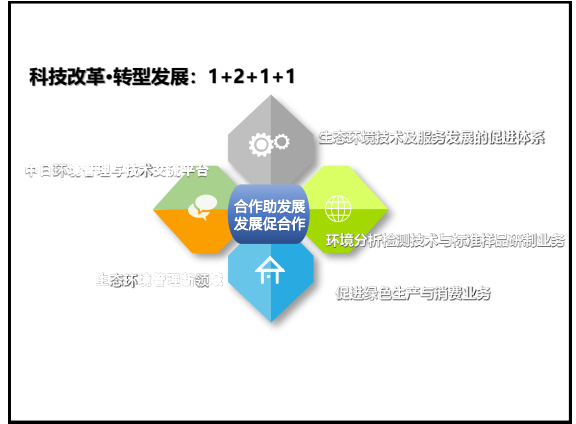 科技改革•转型发展：1+2+1+1
生态环境技术及服务发展的促进体系
中日环境管理与技术交流平台
合作助发展
发展促合作
环境分析检测技术与标准样品研制业务
生态环境管理新领域
促进绿色生产与消费业务